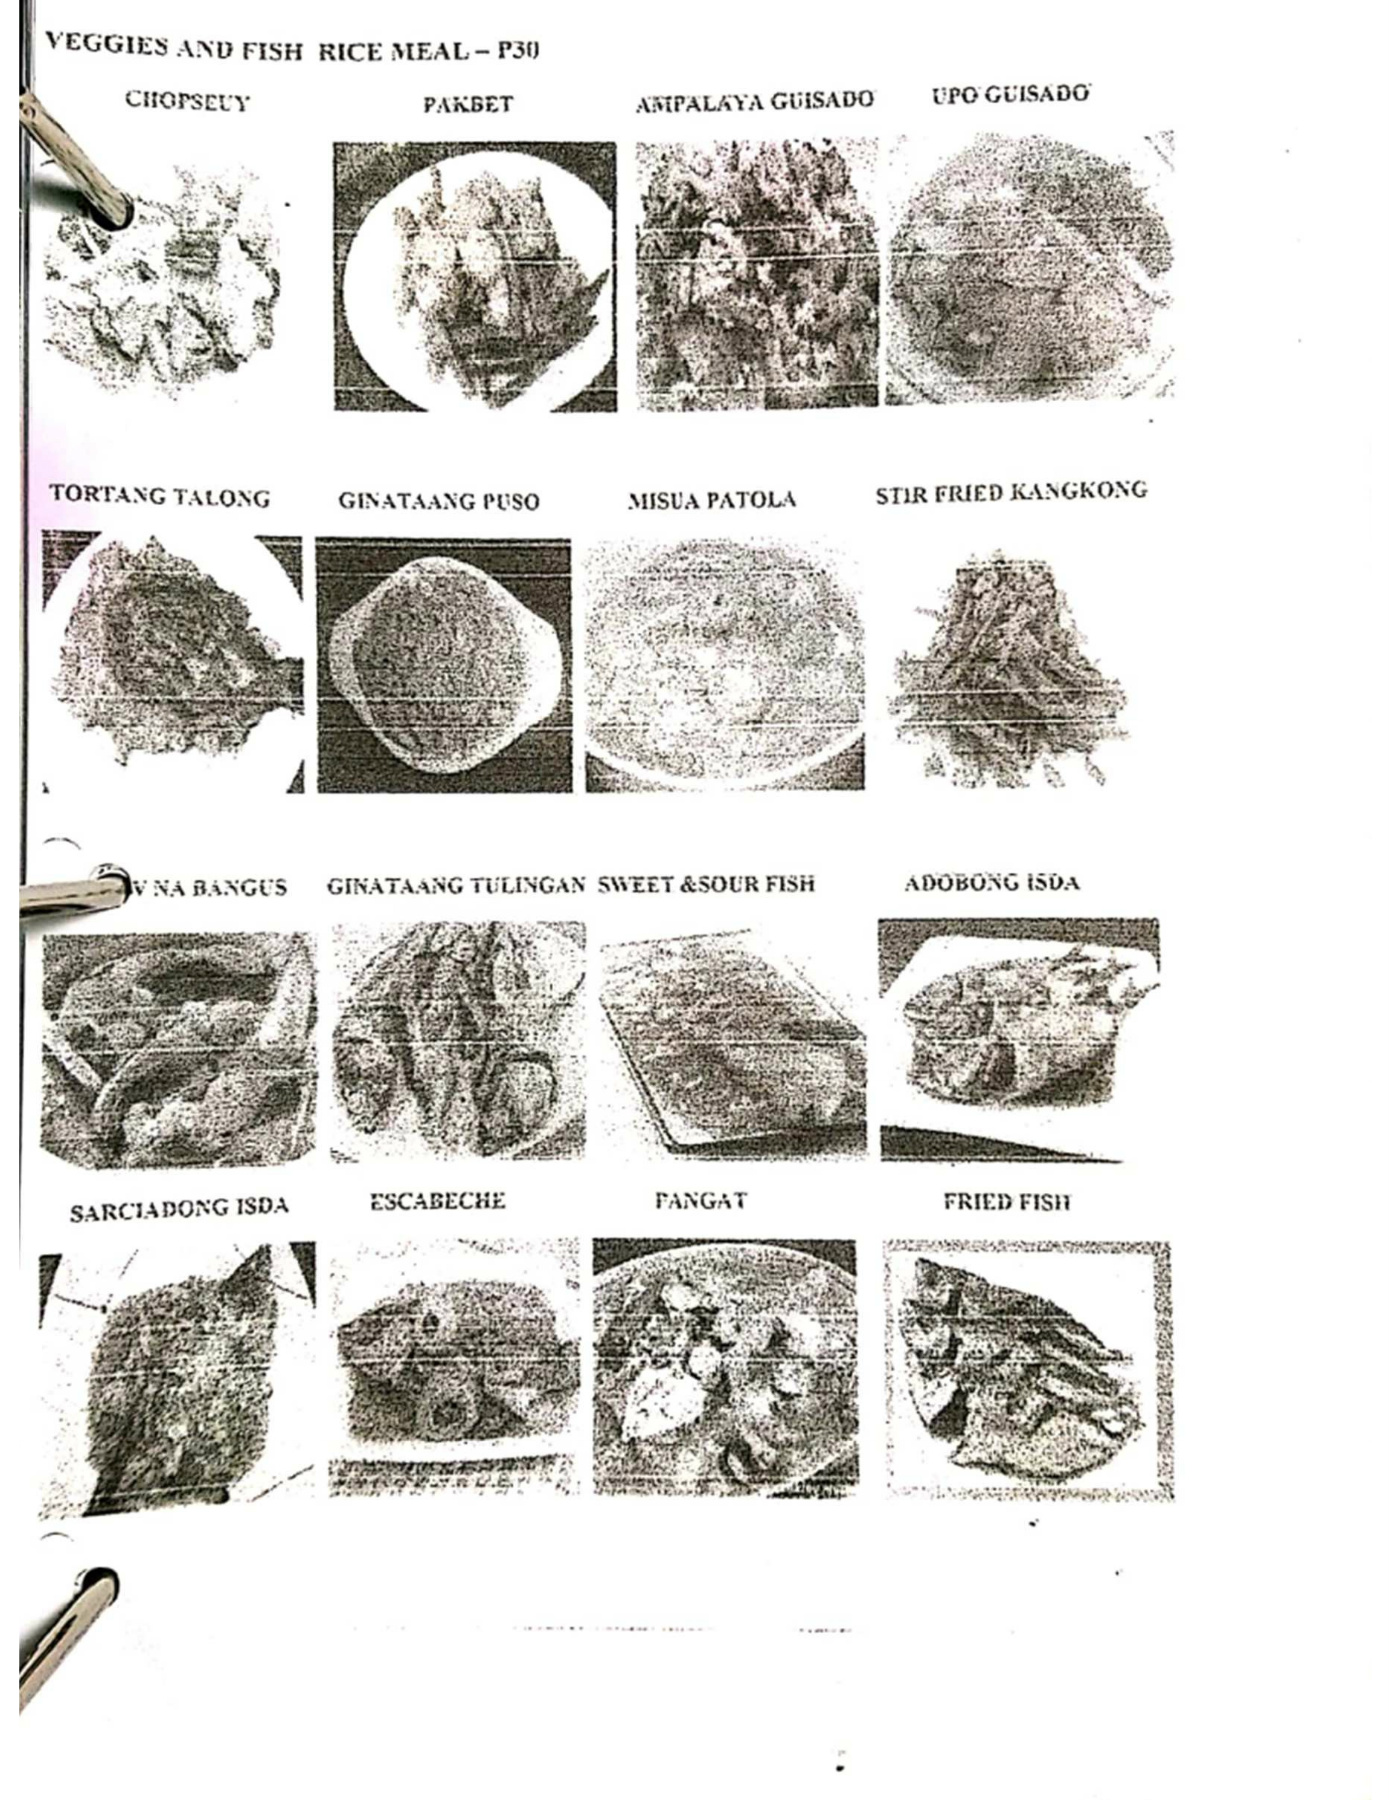 VEGGIES AND FISH RICE MEAL – P30
CHOPSEUY PAKBET AMPALAYA GUISADO UPO GUISADO
TORTANG TALONG GINATAANG PUSO MISUA PATOLA STIR FRIED KANGKONG
NA BANGUS GINATAANG TULINGAN SWEET &SOUR FISH ADOBONG ISDA
SARCIADONG ISDA ESCABECHE PANGAT FRIED FISH